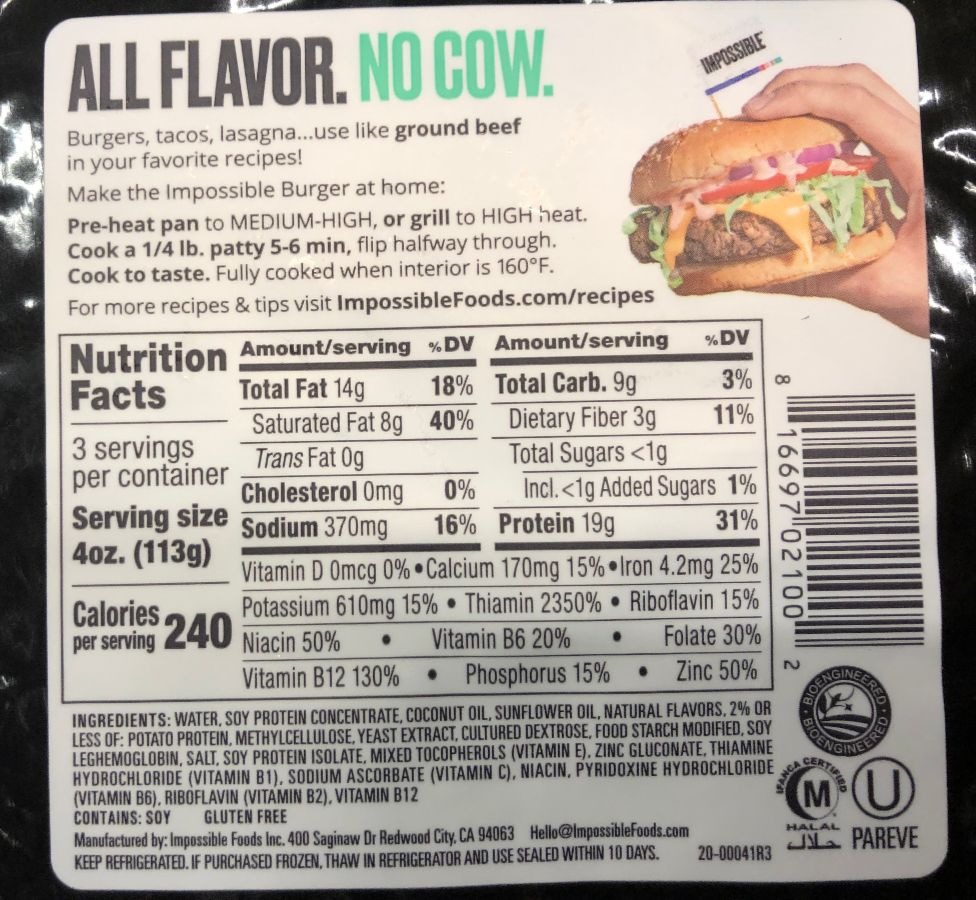 ALL FLAVOR. NO COW.
IMPOSSIBLE
Burgers, tacos, lasagna...use like ground beef
in your favorite recipes!
Make the Impossible Burger at home:
Pre-heat pan to MEDIUM-HIGH, or grill to HIGH heat.
Cook a 1/4 lb. patty 5-6 min, flip halfway through.
Cook to taste. Fully cooked when interior is 160°F.
For more recipes & tips visit ImpossibleFoods.com/recipes
Nutrition
Facts
3 servings
per container
Serving size
4oz. (113g)
Calories
per serving 240
Amount/serving %DV
Total Fat 14g 18%
Saturated Fat 8g 40%
Trans Fat 0g
Cholesterol 0mg 0%
Sodium 370mg 16%
Amount/serving %DV
Total Carb. 9g 3%
Dietary Fiber 3g 11%
Total Sugars <1g
Incl. <1g Added Sugars 1%
Protein 19g 31%
Vitamin D 0mcg 0% • Calcium 170mg 15% • Iron 4.2mg 25%
Potassium 610mg 15% • Thiamin 2350% • Riboflavin 15%
Niacin 50% • Vitamin B6 20% • Folate 30%
Vitamin B12 130% • Phosphorus 15% • Zinc 50%
8 16697 02100 2
INGREDIENTS: WATER, SOY PROTEIN CONCENTRATE, COCONUT OIL, SUNFLOWER OIL, NATURAL FLAVORS, 2% OR
LESS OF: POTATO PROTEIN, METHYLCELLULOSE, YEAST EXTRACT, CULTURED DEXTROSE, FOOD STARCH MODIFIED, SOY
LEGHEMOGLOBIN, SALT, SOY PROTEIN ISOLATE, MIXED TOCOPHEROLS (VITAMIN E), ZINC GLUCONATE, THIAMINE
HYDROCHLORIDE (VITAMIN B1), SODIUM ASCORBATE (VITAMIN C), NIACIN, PYRIDOXINE HYDROCHLORIDE
(VITAMIN B6), RIBOFLAVIN (VITAMIN B2), VITAMIN B12
CONTAINS: SOY GLUTEN FREE
Manufactured by: Impossible Foods Inc. 400 Saginaw Dr Redwood City, CA 94063 Hello@ImpossibleFoods.com
KEEP REFRIGERATED. IF PURCHASED FROZEN, THAW IN REFRIGERATOR AND USE SEALED WITHIN 10 DAYS. 20-00041R3
BIOENGINEERED • BIOENGINEERED •
IFANCA CERTIFIED
M
HALAL
حلال
U
PAREVE